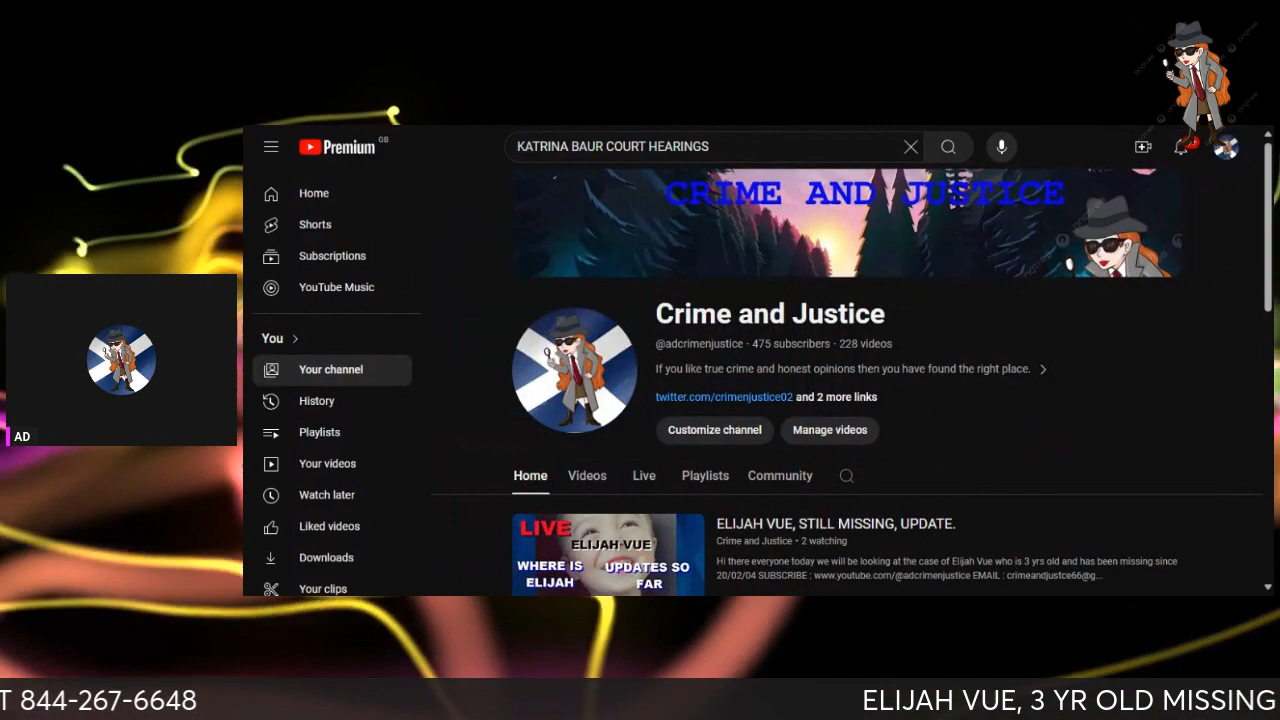 Premium GB
KATRINA BAUR COURT HEARINGS
CRIME AND JUSTICE
Home
Shorts
Subscriptions
YouTube Music
You
Your channel
History
Playlists
Your videos
Watch later
Liked videos
Downloads
Your clips
Crime and Justice
@adcrimenjustice · 475 subscribers · 228 videos
If you like true crime and honest opinions then you have found the right place.
twitter.com/crimenjustice02 and 2 more links
Customize channel
Manage videos
Home Videos Live Playlists Community
LIVE
ELIJAH VUE
WHERE IS ELIJAH
UPDATES SO FAR
ELIJAH VUE, STILL MISSING, UPDATE.
Crime and Justice · 2 watching
Hi there everyone today we will be looking at the case of Elijah Vue who is 3 yrs old and has been missing since
20/02/04 SUBSCRIBE : www.youtube.com/@adcrimenjustice EMAIL : crimeandjustce66@g...
AD
T 844-267-6648
ELIJAH VUE, 3 YR OLD MISSING